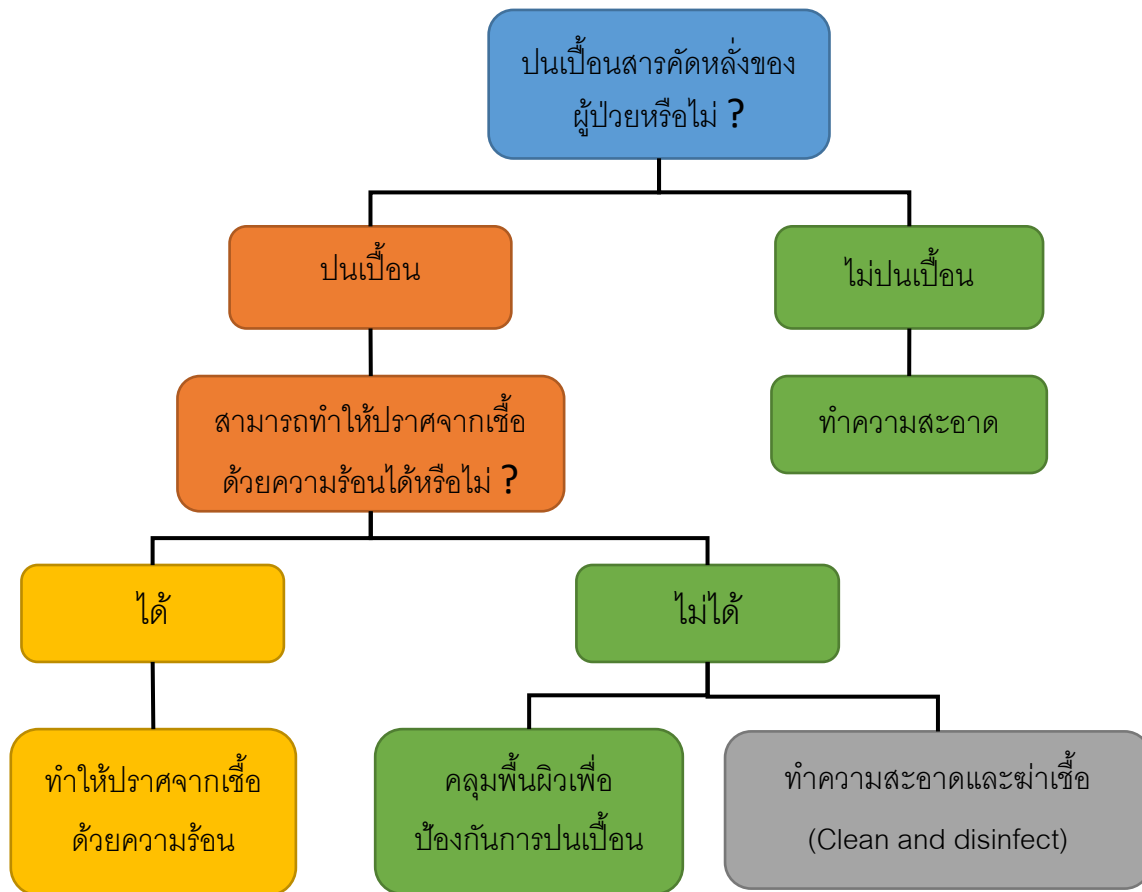 ปนเปื้อนสารคัดหลั่งของ
ผู้ป่วยหรือไม่ ?
ปนเปื้อน
ไม่ปนเปื้อน
สามารถทำให้ปราศจากเชื้อ
ด้วยความร้อนได้หรือไม่ ?
ทำความสะอาด
ได้
ไม่ได้
ทำให้ปราศจากเชื้อ
ด้วยความร้อน
คลุมพื้นผิวเพื่อ
ป้องกันการปนเปื้อน
ทำความสะอาดและฆ่าเชื้อ
(Clean and disinfect)